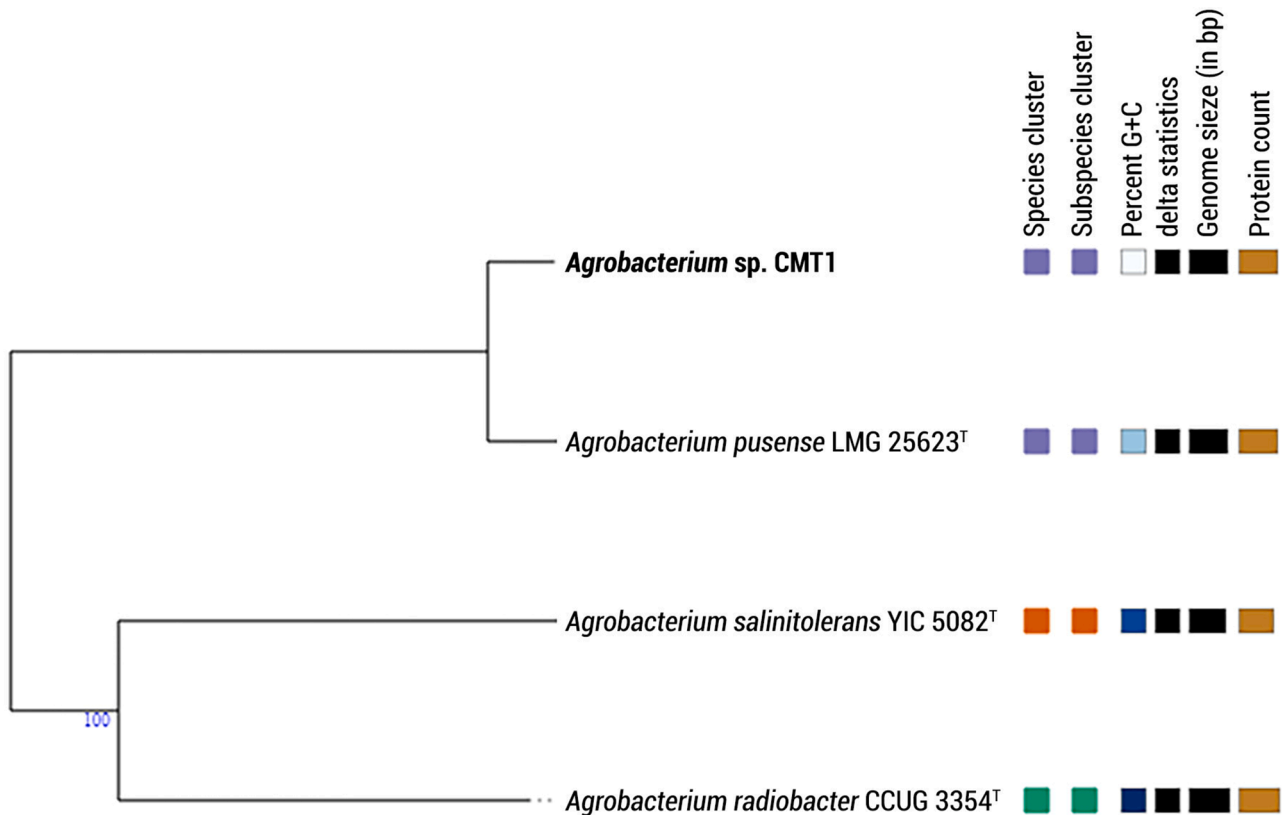 Species cluster
Subspecies cluster
Percent G+C
delta statistics
Genome sieze (in bp)
Protein count
Agrobacterium sp. CMT1
Agrobacterium pusense LMG 25623ᵀ
Agrobacterium salinitolerans YIC 5082ᵀ
100
Agrobacterium radiobacter CCUG 3354ᵀ